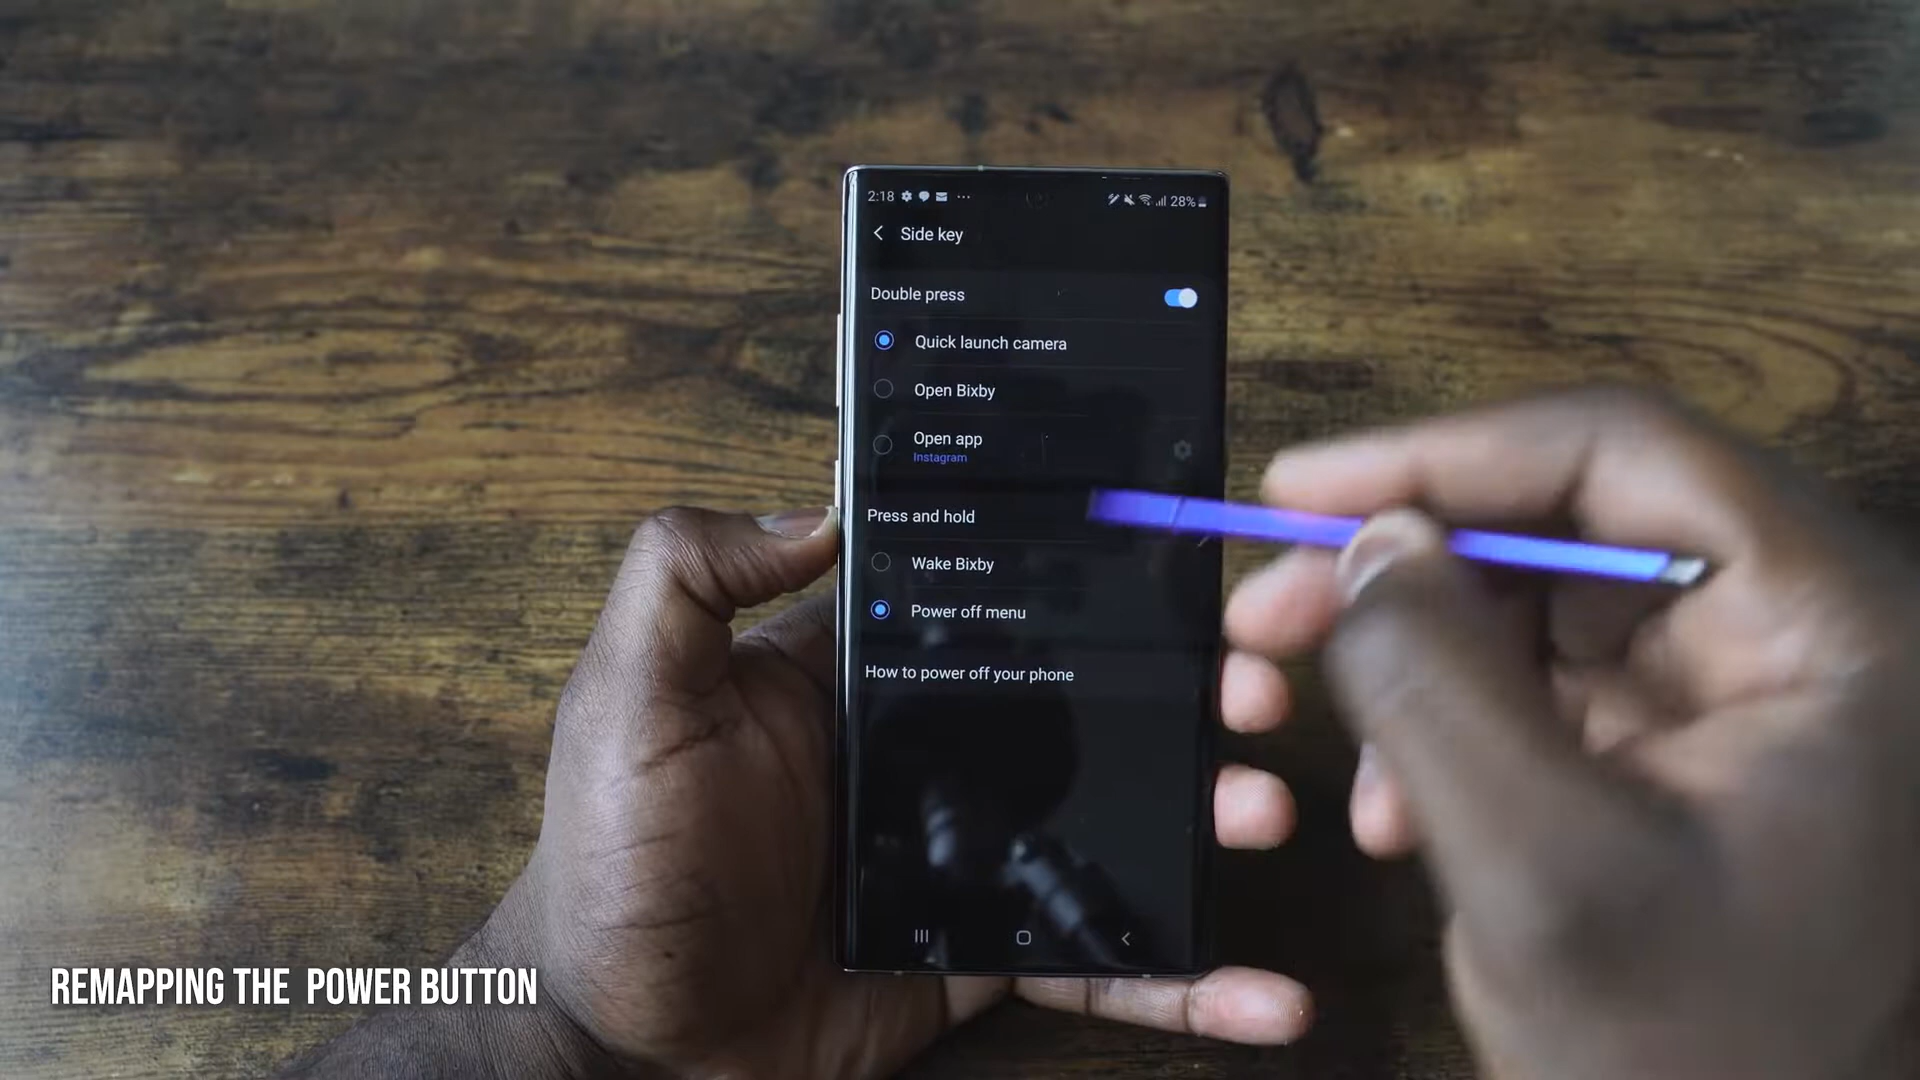 2:18 28%
Side key
Double press
Quick launch camera
Open Bixby
Open app
Instagram
Press and hold
Wake Bixby
Power off menu
How to power off your phone
REMAPPING THE POWER BUTTON